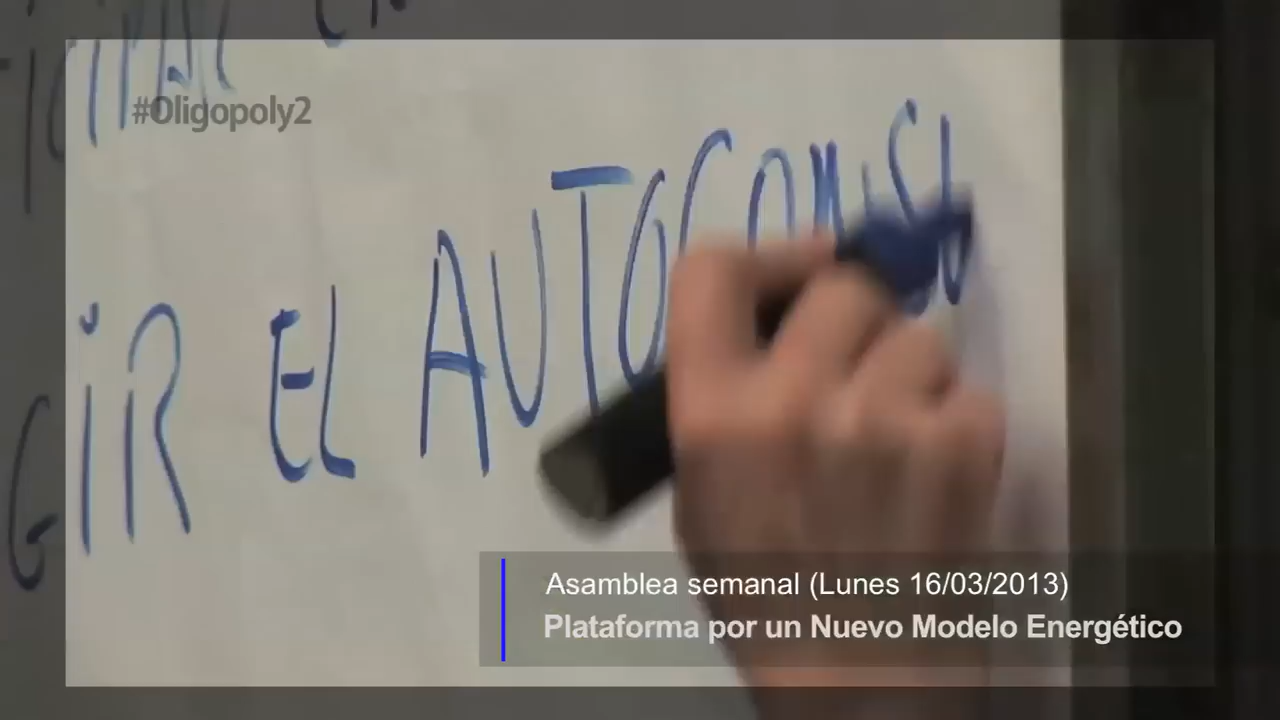 #Oligopoly2
GIR EL AUTOCONSU
Asamblea semanal (Lunes 16/03/2013)
Plataforma por un Nuevo Modelo Energético